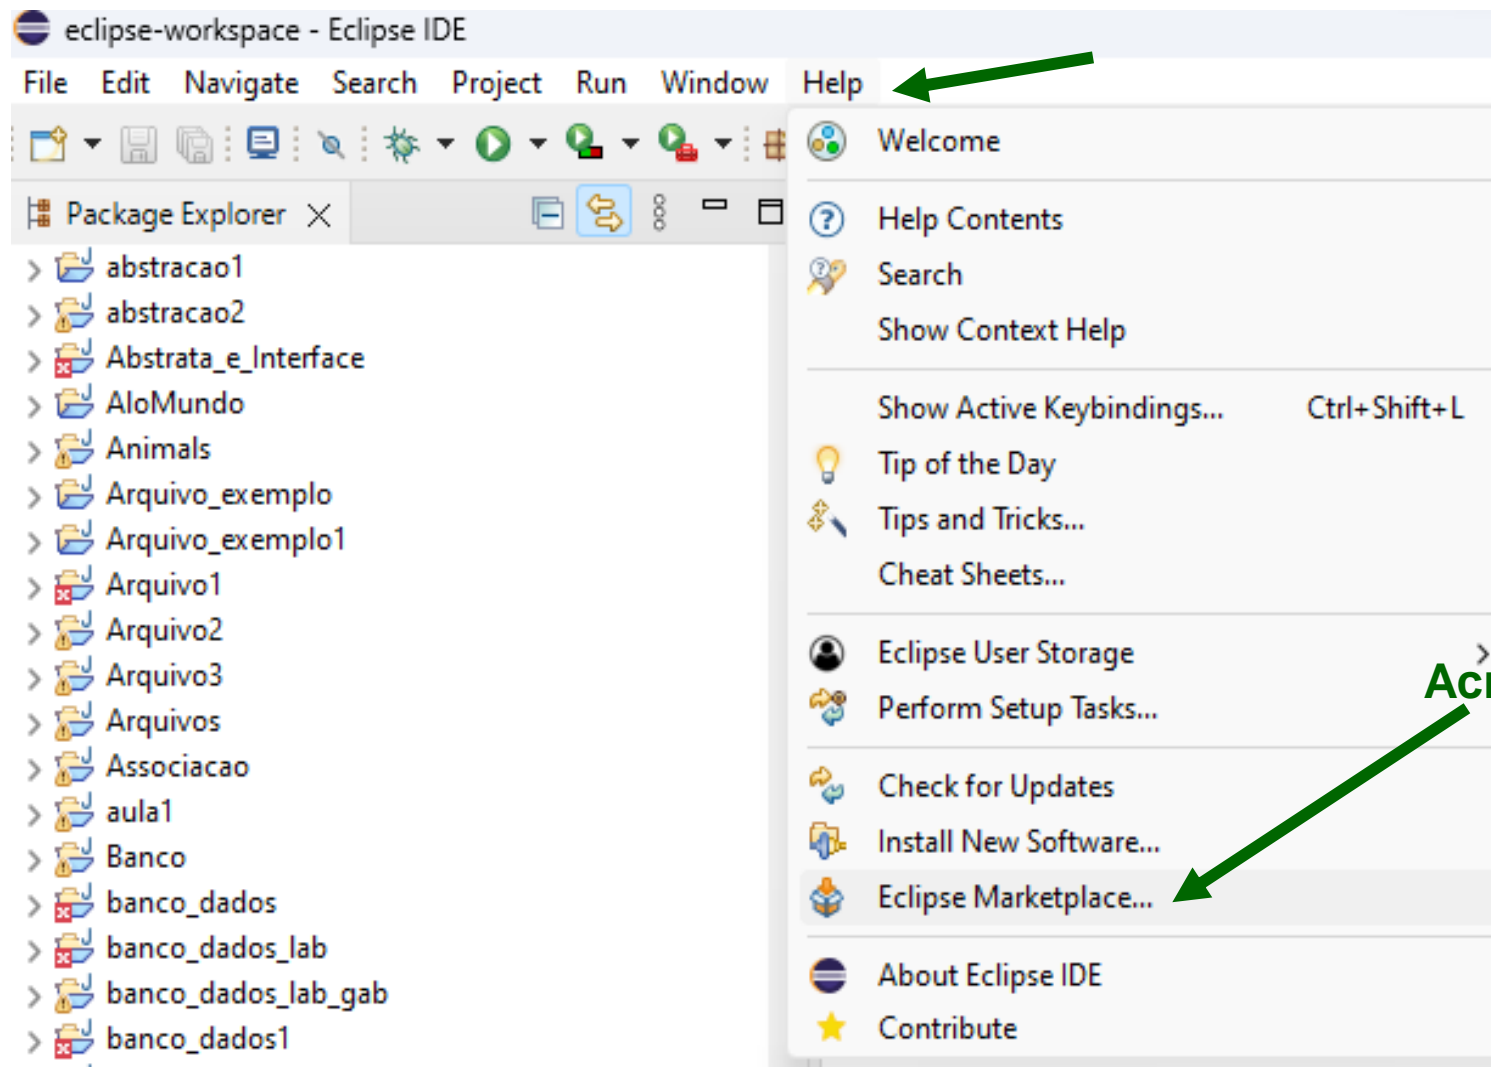 eclipse-workspace - Eclipse IDE
File Edit Navigate Search Project Run Window Help
Package Explorer
abstracao1
abstracao2
Abstrata_e_Interface
AloMundo
Animals
Arquivo_exemplo
Arquivo_exemplo1
Arquivo1
Arquivo2
Arquivo3
Arquivos
Associacao
aula1
Banco
banco_dados
banco_dados_lab
banco_dados_lab_gab
banco_dados1
Welcome
Help Contents
Search
Show Context Help
Show Active Keybindings... Ctrl+Shift+L
Tip of the Day
Tips and Tricks...
Cheat Sheets...
Eclipse User Storage
Perform Setup Tasks...
Check for Updates
Install New Software...
Eclipse Marketplace...
About Eclipse IDE
Contribute